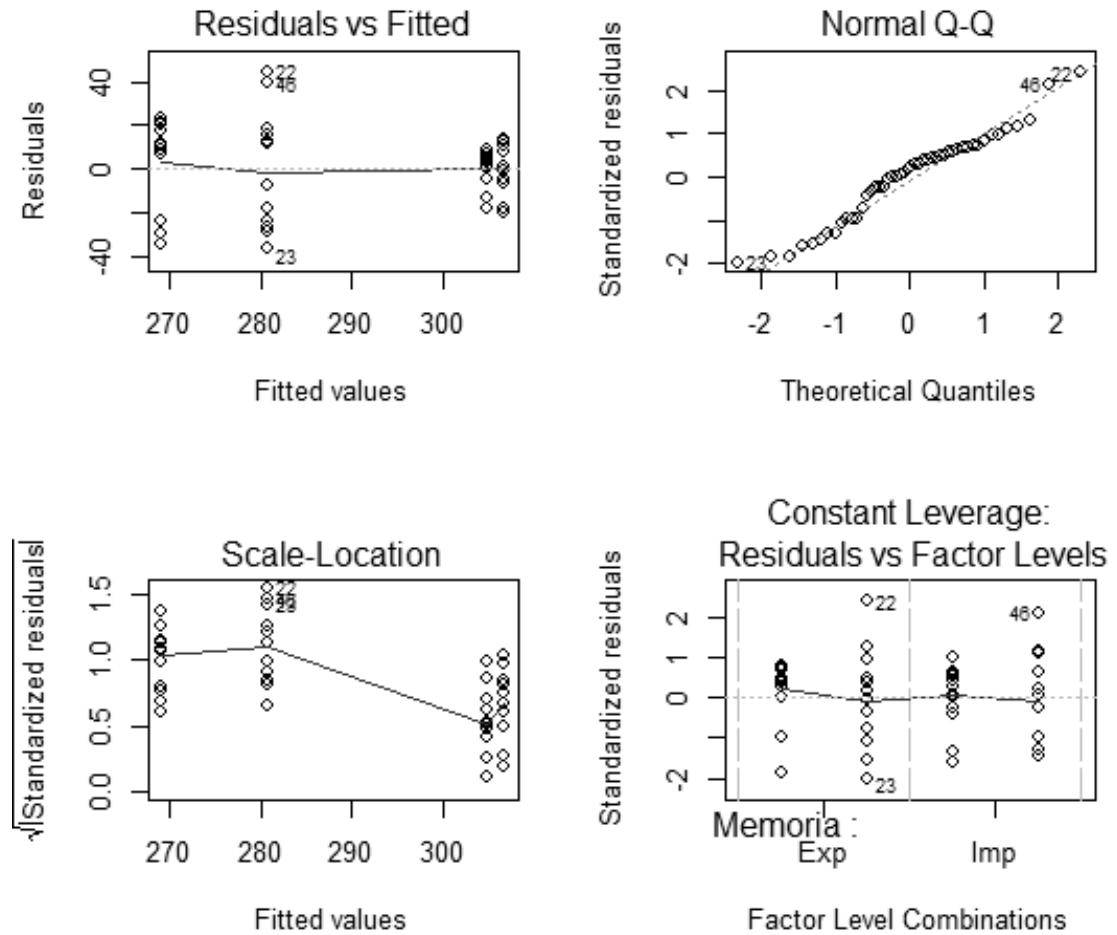 Residuals vs Fitted
Residuals
40
0
-40
22
46
23
270 280 290 300
Fitted values
Normal Q-Q
Standardized residuals
2
1
0
-2
46
22
23
-2 -1 0 1 2
Theoretical Quantiles
Scale-Location
√|Standardized residuals|
1.5
1.0
0.5
0.0
22
270 280 290 300
Fitted values
Constant Leverage:
Residuals vs Factor Levels
Standardized residuals
2
1
0
-2
22
46
23
Memoria :
Exp Imp
Factor Level Combinations